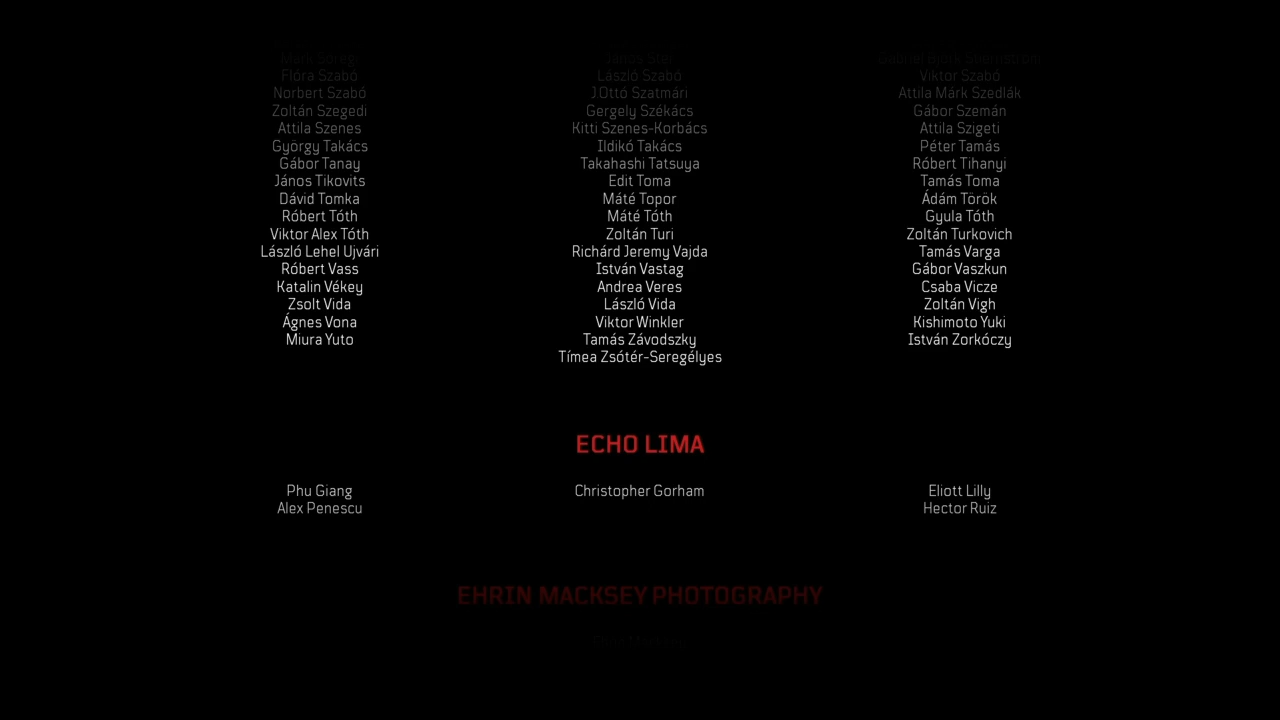 Flóra Szabó László Szabó Viktor Szabó
Norbert Szabó J.Ottó Szatmári Attila Márk Szedlák
Zoltán Szegedi Gergely Székács Gábor Szemán
Attila Szenes Kitti Szenes-Korbács Attila Szigeti
György Takács Ildikó Takács Péter Tamás
Gábor Tanay Takahashi Tatsuya Róbert Tihanyi
János Tikovits Edit Toma Tamás Toma
Dávid Tomka Máté Topor Ádám Török
Róbert Tóth Máté Tóth Gyula Tóth
Viktor Alex Tóth Zoltán Turi Zoltán Turkovich
László Lehel Ujvári Richárd Jeremy Vajda Tamás Varga
Róbert Vass István Vastag Gábor Vaszkun
Katalin Vékey Andrea Veres Csaba Vicze
Zsolt Vida László Vida Zoltán Vigh
Ágnes Vona Viktor Winkler Kishimoto Yuki
Miura Yuto Tamás Závodszky István Zorkóczy
Tímea Zsótér-Seregélyes
ECHO LIMA
Phu Giang Christopher Gorham Eliott Lilly
Alex Penescu Hector Ruiz
EHRIN MACKSEY PHOTOGRAPHY